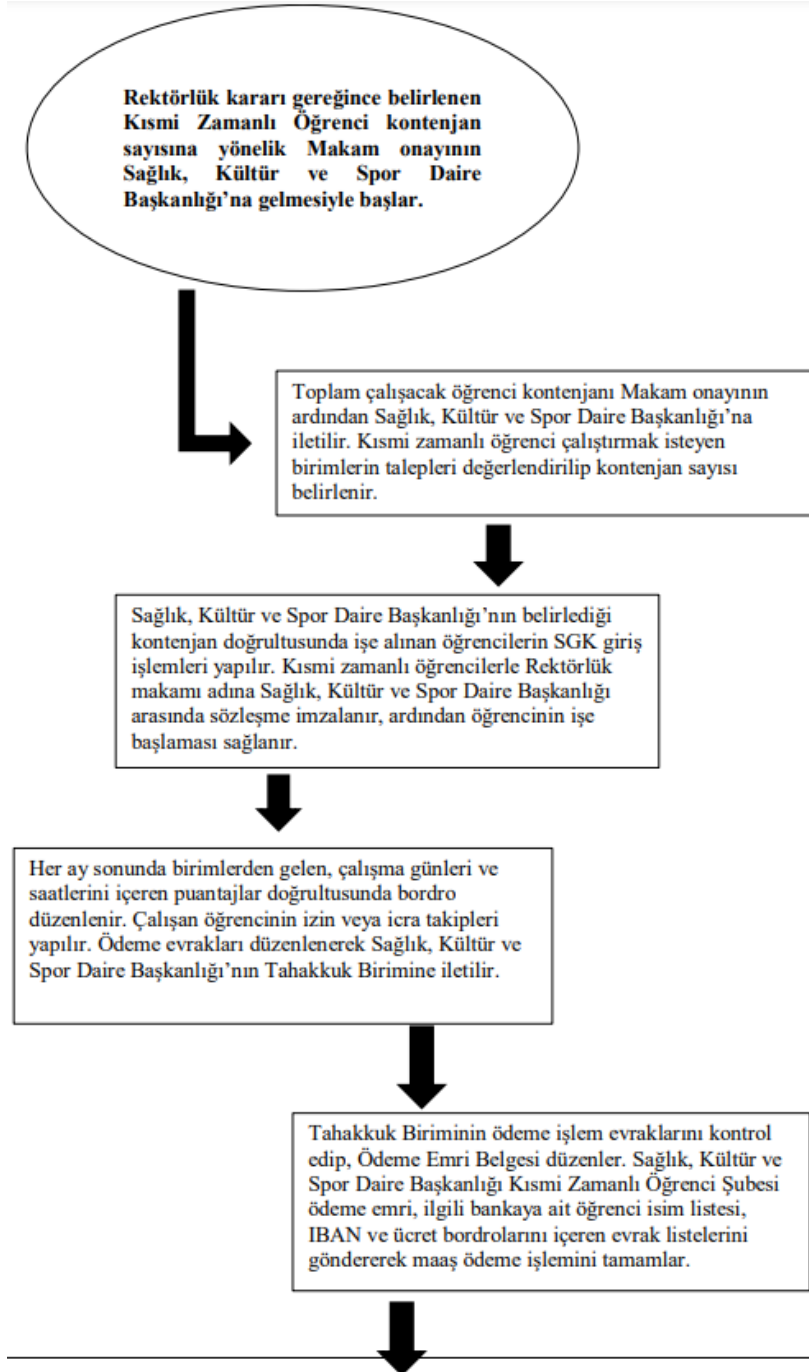 Rektörlük kararı gereğince belirlenen
Kısmi Zamanlı Öğrenci kontenjan
sayısına yönelik Makam onayının
Sağlık, Kültür ve Spor Daire
Başkanlığı’na gelmesiyle başlar.
Toplam çalışacak öğrenci kontenjanı Makam onayının
ardından Sağlık, Kültür ve Spor Daire Başkanlığı’na
iletilir. Kısmi zamanlı öğrenci çalıştırmak isteyen
birimlerin talepleri değerlendirilip kontenjan sayısı
belirlenir.
Sağlık, Kültür ve Spor Daire Başkanlığı’nın belirlediği
kontenjan doğrultusunda işe alınan öğrencilerin SGK giriş
işlemleri yapılır. Kısmi zamanlı öğrencilerle Rektörlük
makamı adına Sağlık, Kültür ve Spor Daire Başkanlığı
arasında sözleşme imzalanır, ardından öğrencinin işe
başlaması sağlanır.
Her ay sonunda birimlerden gelen, çalışma günleri ve
saatlerini içeren puantajlar doğrultusunda bordro
düzenlenir. Çalışan öğrencinin izin veya icra takipleri
yapılır. Ödeme evrakları düzenlenerek Sağlık, Kültür ve
Spor Daire Başkanlığı’nın Tahakkuk Birimine iletilir.
Tahakkuk Biriminin ödeme işlem evraklarını kontrol
edip, Ödeme Emri Belgesi düzenler. Sağlık, Kültür ve
Spor Daire Başkanlığı Kısmi Zamanlı Öğrenci Şubesi
ödeme emri, ilgili bankaya ait öğrenci isim listesi,
IBAN ve ücret bordrolarını içeren evrak listelerini
göndererek maaş ödeme işlemini tamamlar.